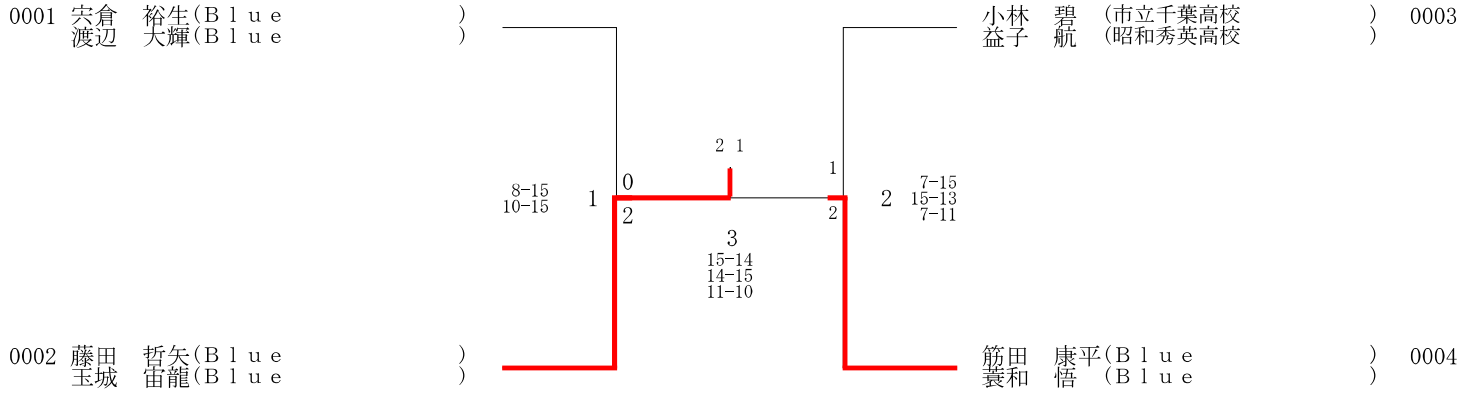 0001 宍倉 裕生(Ｂｌｕｅ )
渡辺 大輝(Ｂｌｕｅ )
小林 碧 (市立千葉高校 ) 0003
益子 航 (昭和秀英高校 )
2 1
8-15
10-15
1
0
2
1
2
2
7-15
15-13
7-11
3
15-14
14-15
11-10
0002 藤田 哲矢(Ｂｌｕｅ )
玉城 宙龍(Ｂｌｕｅ )
筋田 康平(Ｂｌｕｅ ) 0004
蓑和 悟 (Ｂｌｕｅ )